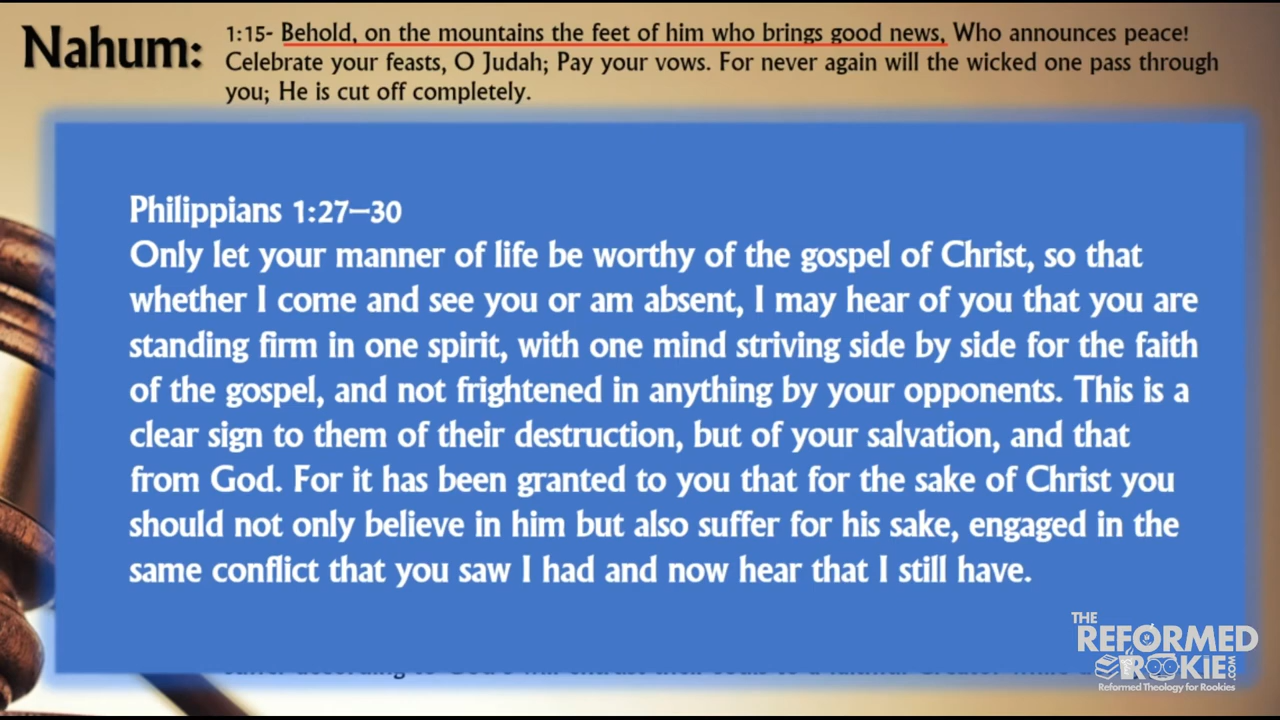 Nahum:
1:15- Behold, on the mountains the feet of him who brings good news, Who announces peace!
Celebrate your feasts, O Judah; Pay your vows. For never again will the wicked one pass through
you; He is cut off completely.
Philippians 1:27–30
Only let your manner of life be worthy of the gospel of Christ, so that
whether I come and see you or am absent, I may hear of you that you are
standing firm in one spirit, with one mind striving side by side for the faith
of the gospel, and not frightened in anything by your opponents. This is a
clear sign to them of their destruction, but of your salvation, and that
from God. For it has been granted to you that for the sake of Christ you
should not only believe in him but also suffer for his sake, engaged in the
same conflict that you saw I had and now hear that I still have.
THE
REFORMED
ROOKIE.COM
Reformed Theology for Rookies